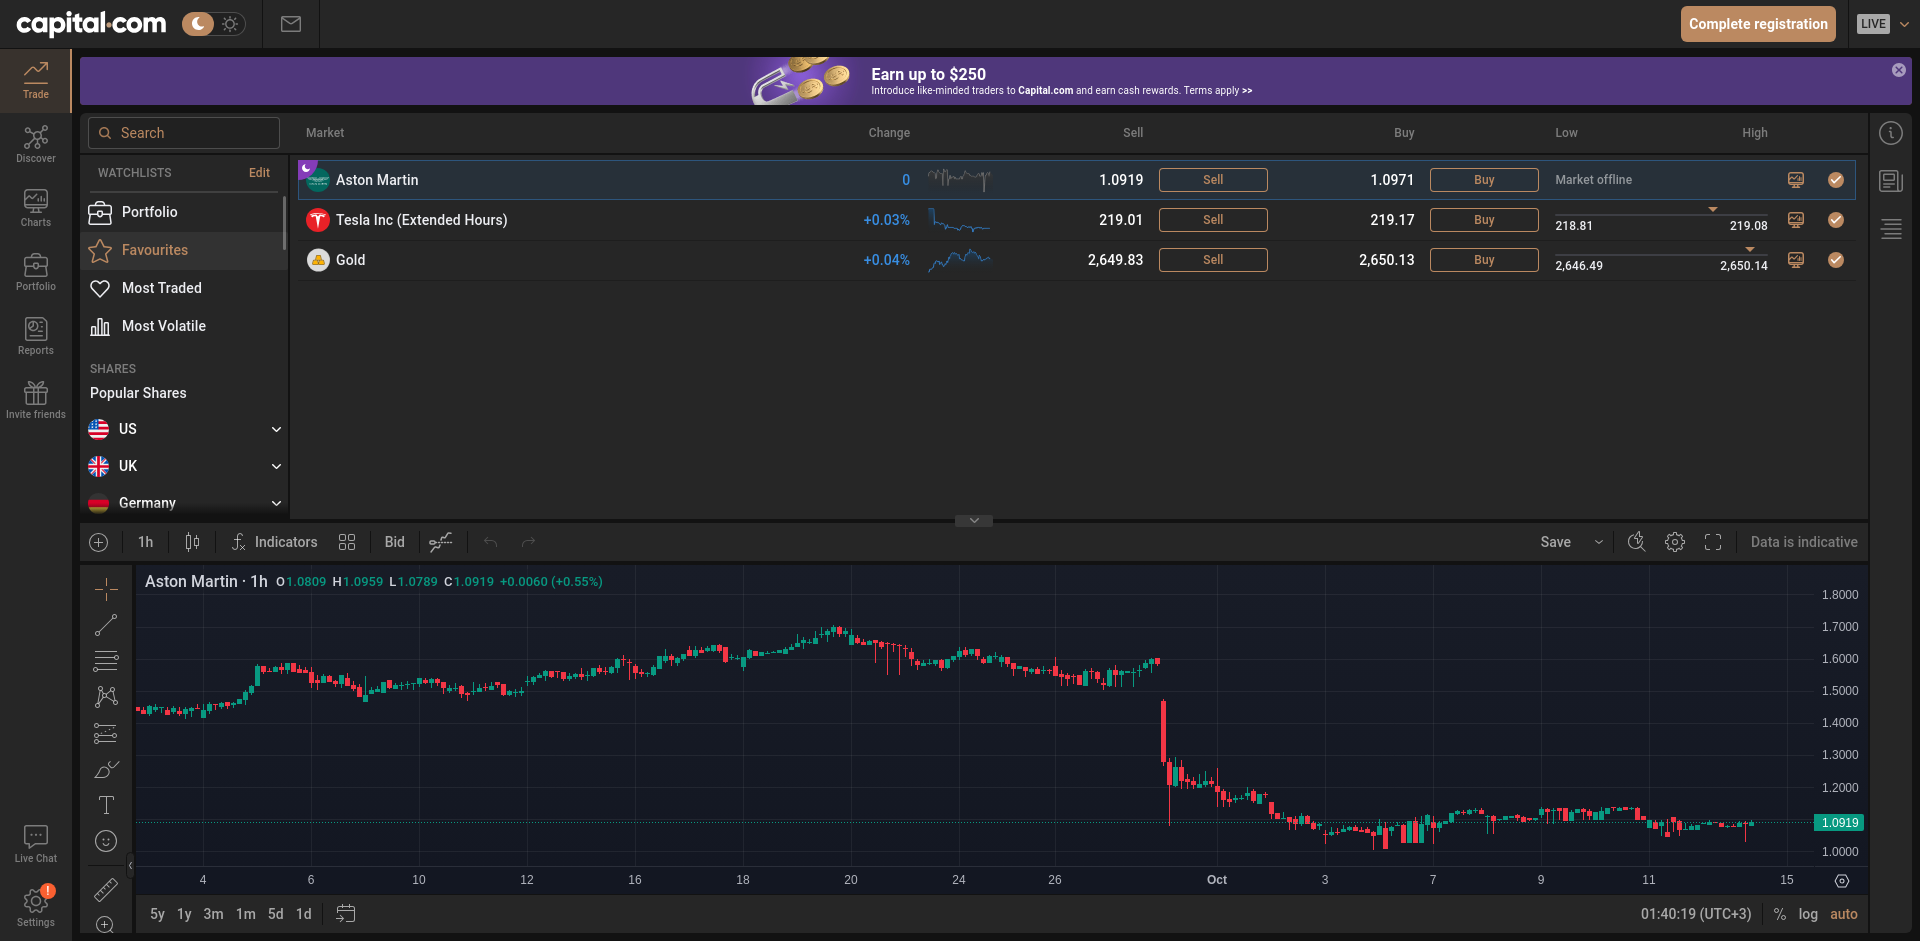 capital.com
Complete registration
LIVE
Earn up to $250
Introduce like-minded traders to Capital.com and earn cash rewards. Terms apply >>
Trade
Discover
Charts
Portfolio
Reports
Invite friends
Live Chat
!
Settings
Search
WATCHLISTS Edit
Portfolio
Favourites
Most Traded
Most Volatile
SHARES
Popular Shares
US
UK
Germany
Market Change Sell Buy Low High
Aston Martin 0 1.0919 Sell 1.0971 Buy Market offline
Tesla Inc (Extended Hours) +0.03% 219.01 Sell 219.17 Buy 218.81 219.08
Gold +0.04% 2,649.83 Sell 2,650.13 Buy 2,646.49 2,650.14
1h Indicators Bid Save Data is indicative
Aston Martin · 1h O1.0809 H1.0959 L1.0789 C1.0919 +0.0060 (+0.55%)
1.8000
1.7000
1.6000
1.5000
1.4000
1.3000
1.2000
1.0919
1.0000
4 6 10 12 16 18 20 24 26 Oct 3 7 9 11 15
5y 1y 3m 1m 5d 1d 01:40:19 (UTC+3) % log auto